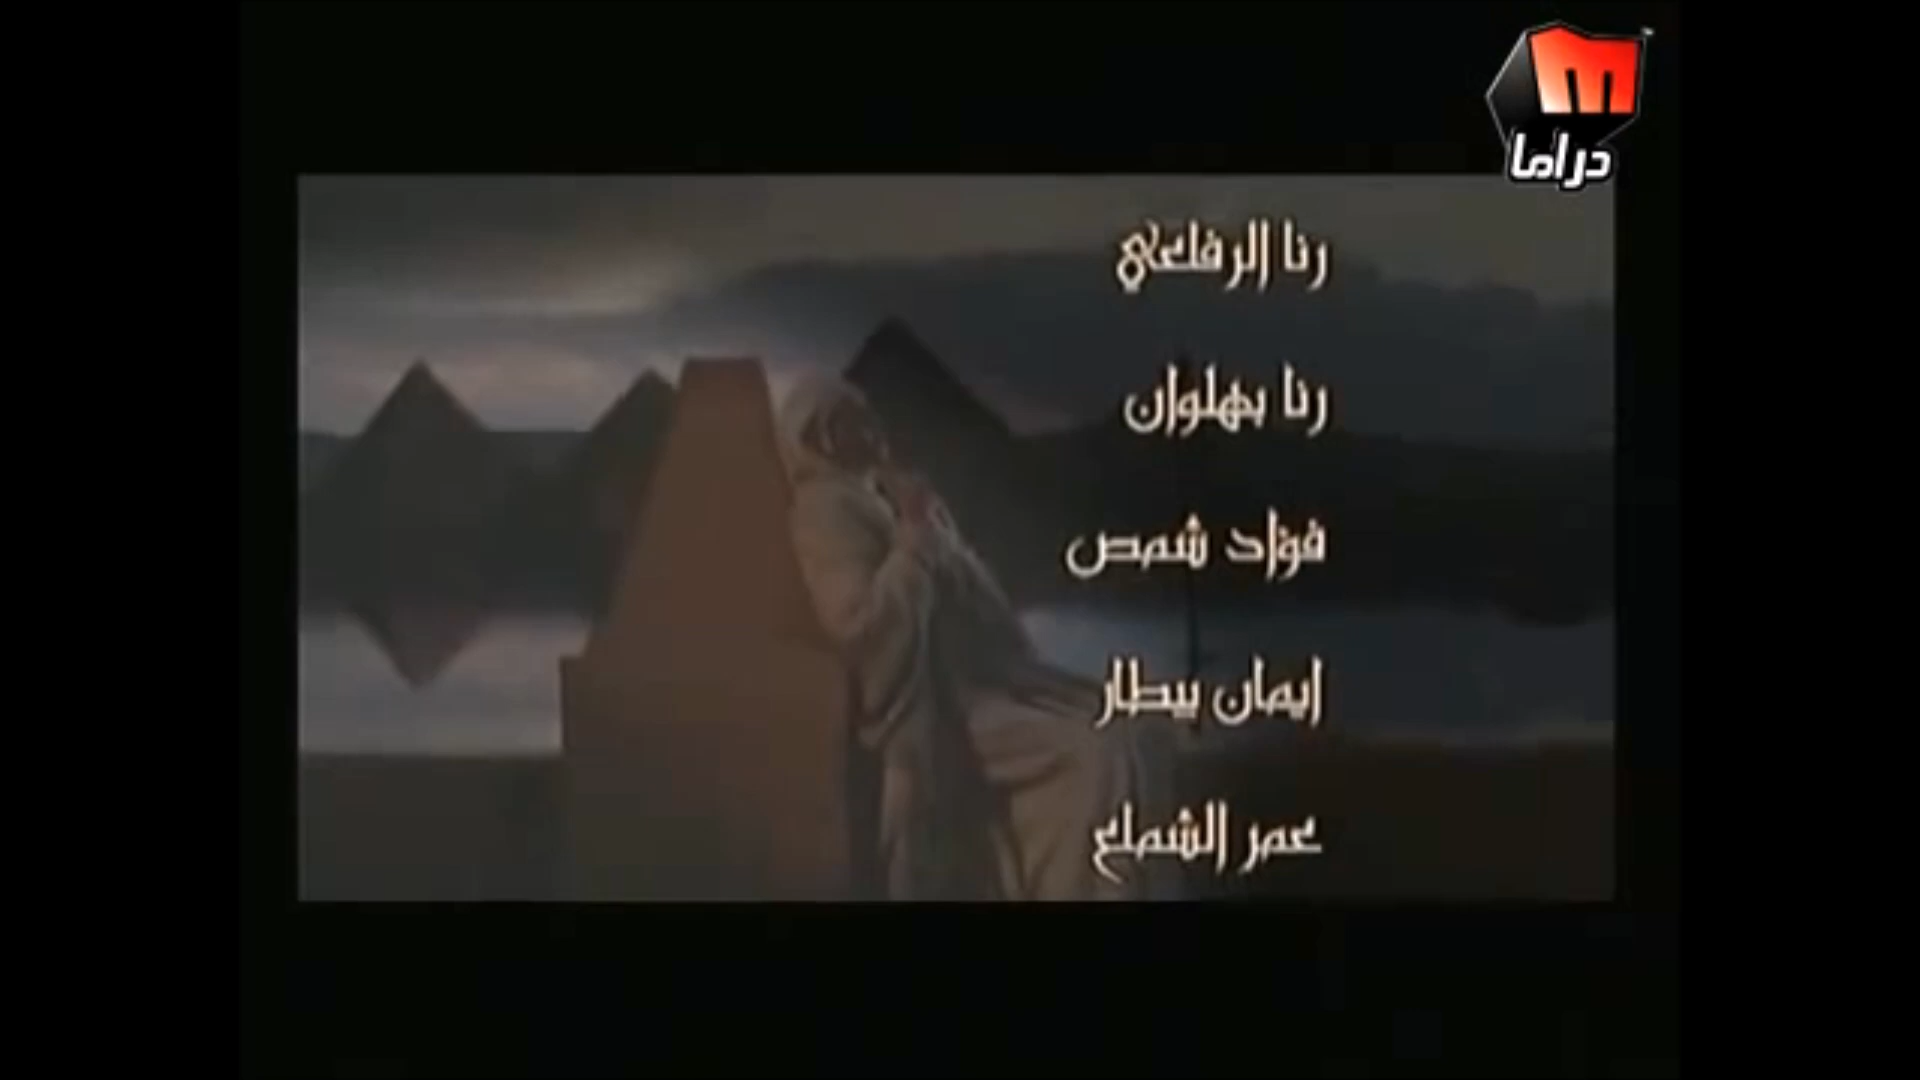 دراما
رنا الرفاعي
رنا بهلوان
فؤاد شمص
ايمان بيطار
عمر الشماع